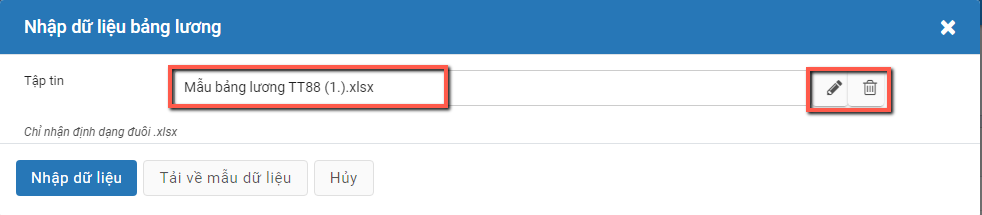 Nhập dữ liệu bảng lương
Tập tin
Mẫu bảng lương TT88 (1.).xlsx
Chỉ nhận định dạng đuôi .xlsx
Nhập dữ liệu Tải về mẫu dữ liệu Hủy